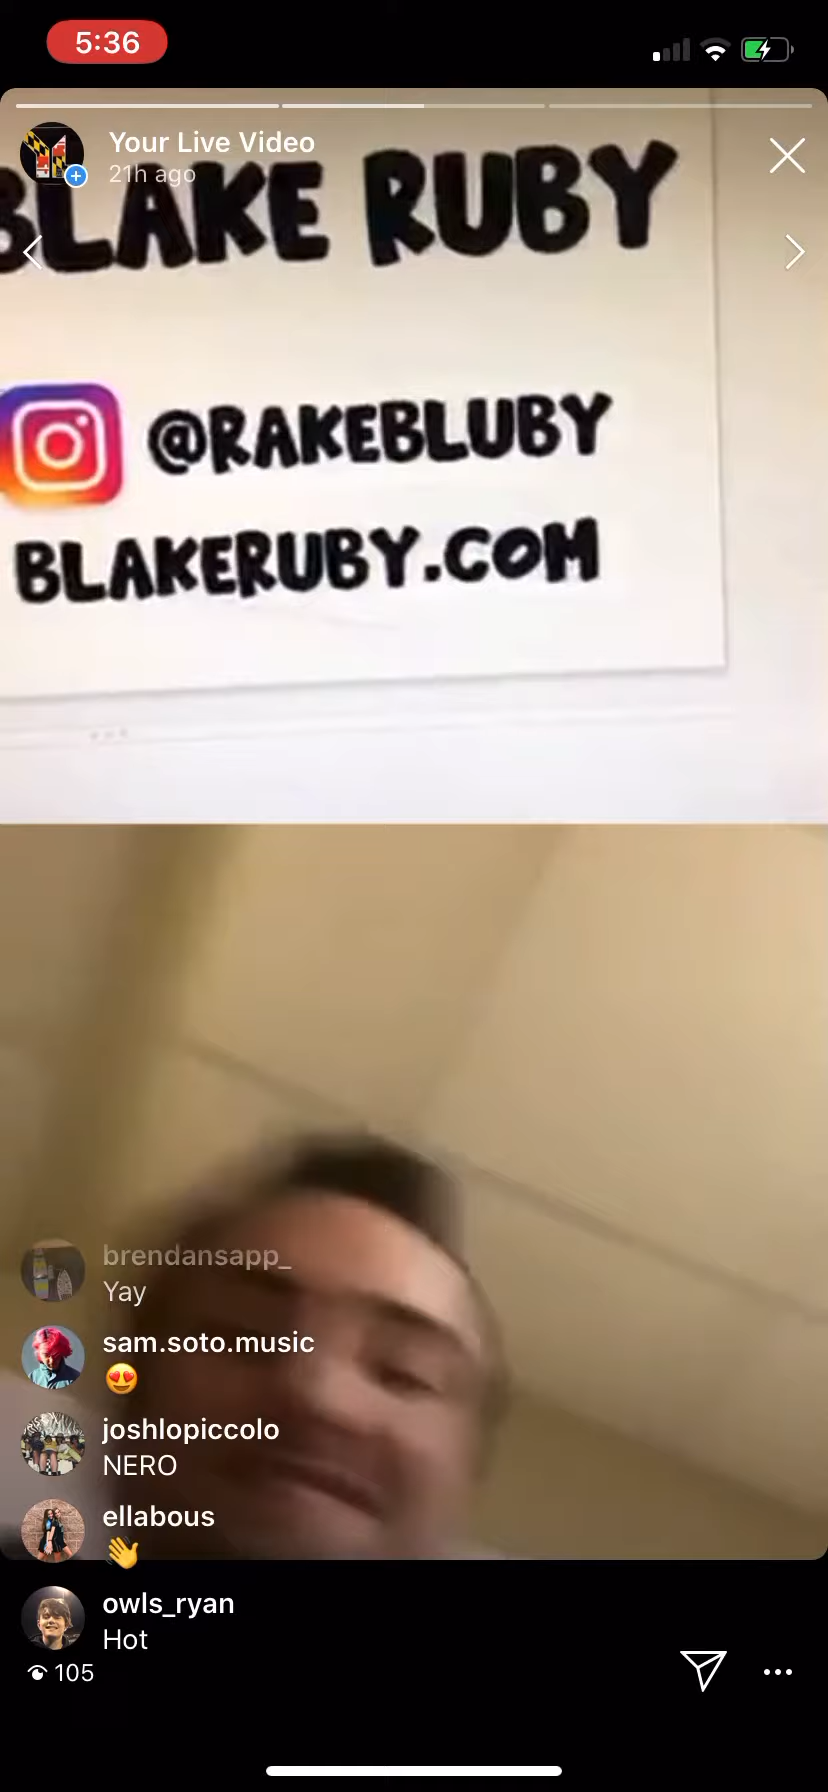 5:36
Your Live Video
21h ago
BLAKE RUBY
@RAKEBLUBY
BLAKERUBY.COM
brendansapp_
Yay
sam.soto.music
😍
joshlopiccolo
NERO
ellabous
👋
owls_ryan
Hot
105